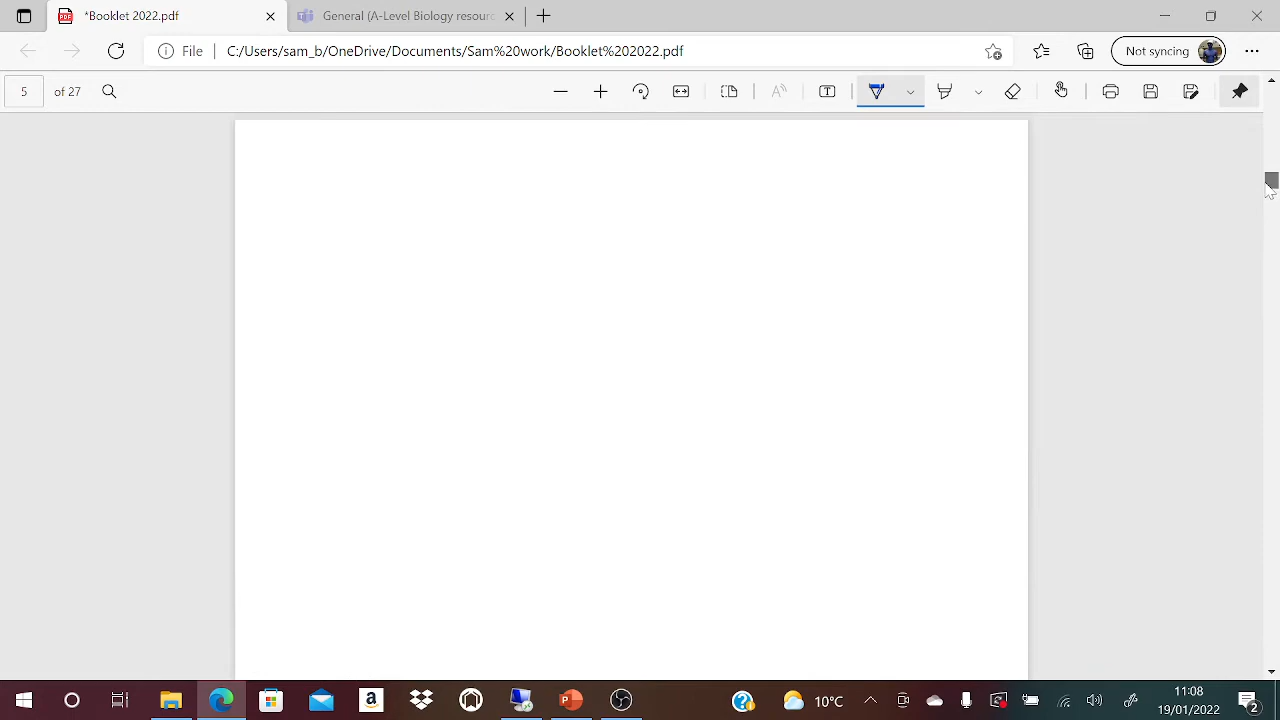 *Booklet 2022.pdf
General (A-Level Biology resourc
File
C:/Users/sam_b/OneDrive/Documents/Sam%20work/Booklet%202022.pdf
Not syncing
5 of 27
10°C
11:08
19/01/2022
2